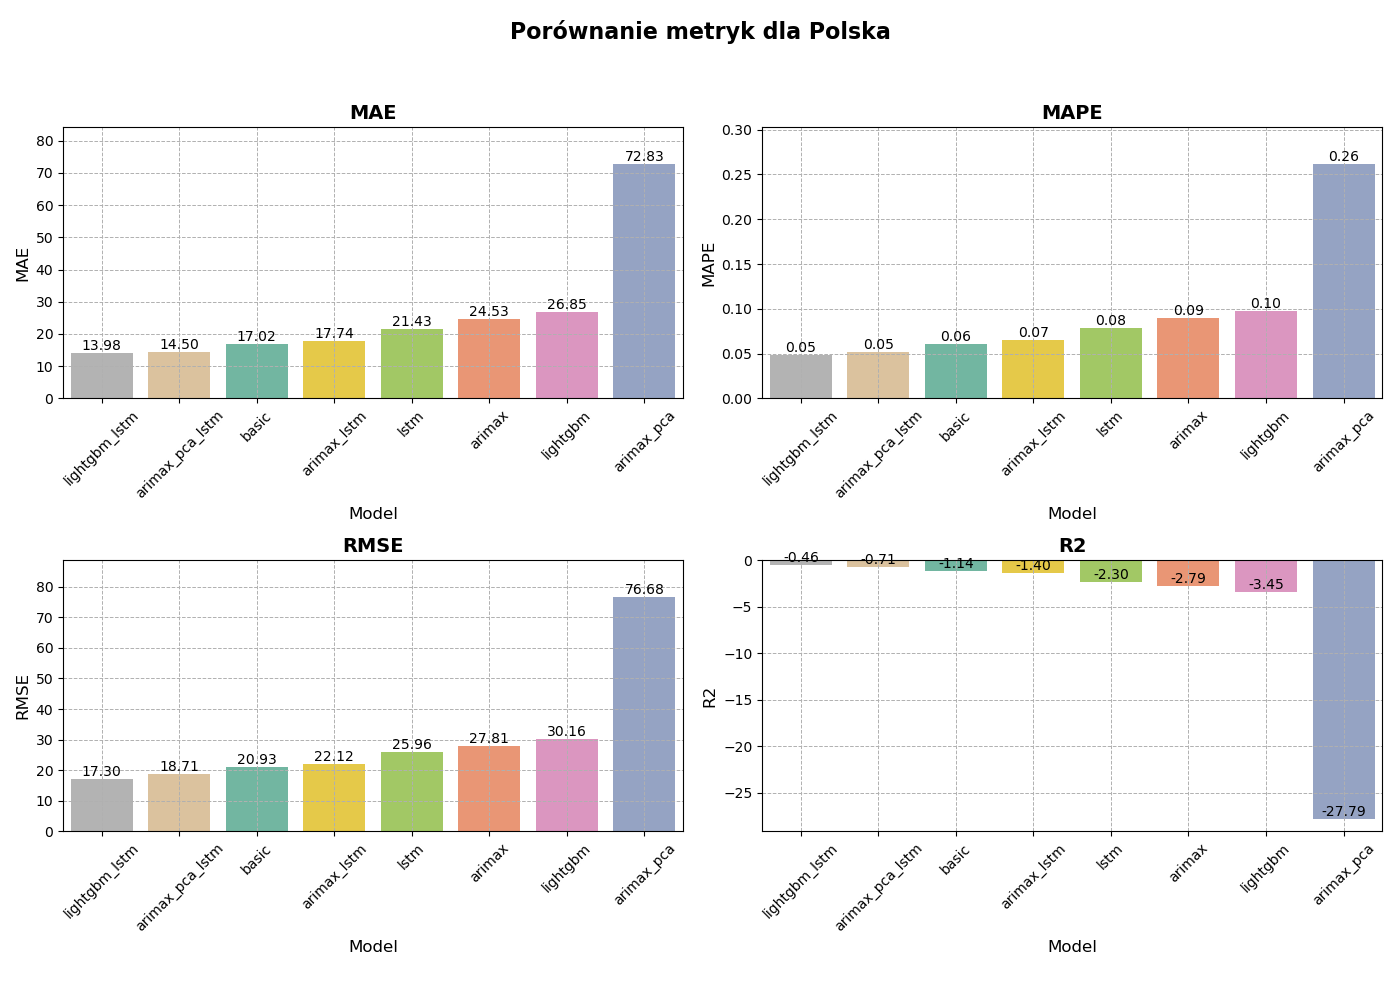 Porównanie metryk dla Polska
MAE
MAE
80
70
60
50
40
30
20
10
0
13.98
14.50
17.02
17.74
21.43
24.53
26.85
72.83
lightgbm_lstm
arimax_pca_lstm
basic
arimax_lstm
lstm
arimax
lightgbm
arimax_pca
Model
MAPE
MAPE
0.30
0.25
0.20
0.15
0.10
0.05
0.00
0.05
0.05
0.06
0.07
0.08
0.09
0.10
0.26
lightgbm_lstm
arimax_pca_lstm
basic
arimax_lstm
lstm
arimax
lightgbm
arimax_pca
Model
RMSE
RMSE
80
70
60
50
40
30
20
10
0
17.30
18.71
20.93
22.12
25.96
27.81
30.16
76.68
lightgbm_lstm
arimax_pca_lstm
basic
arimax_lstm
lstm
arimax
lightgbm
arimax_pca
Model
R2
R2
0
−5
−10
−15
−20
−25
-0.46
-0.71
-1.14
-1.40
-2.30
-2.79
-3.45
-27.79
lightgbm_lstm
arimax_pca_lstm
basic
arimax_lstm
lstm
arimax
lightgbm
arimax_pca
Model